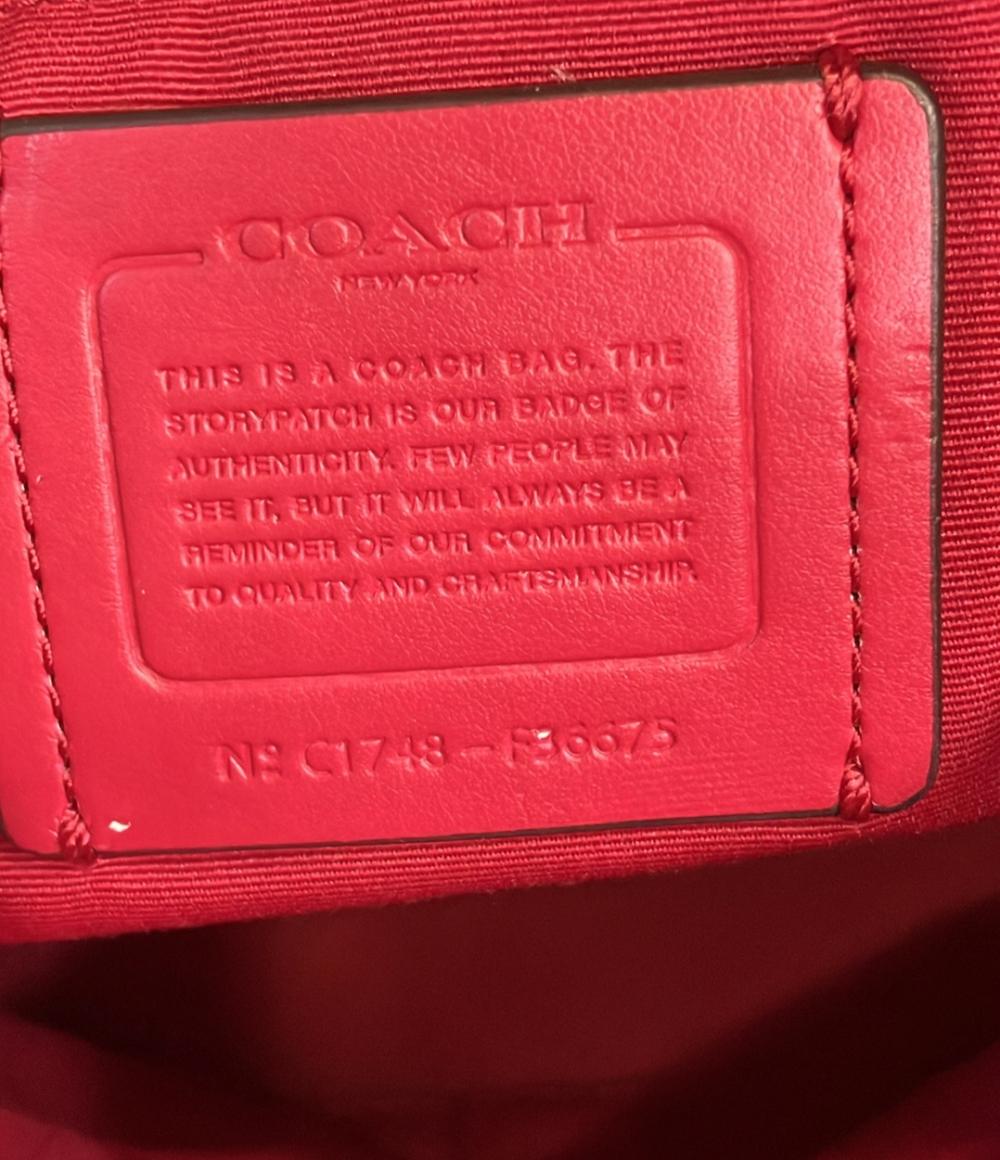 COACH
NEW YORK
THIS IS A COACH BAG. THE
STORYPATCH IS OUR BADGE OF
AUTHENTICITY. FEW PEOPLE MAY
SEE IT, BUT IT WILL ALWAYS BE A
REMINDER OF OUR COMMITMENT
TO QUALITY AND CRAFTSMANSHIP.
Nº C1748 – F36675